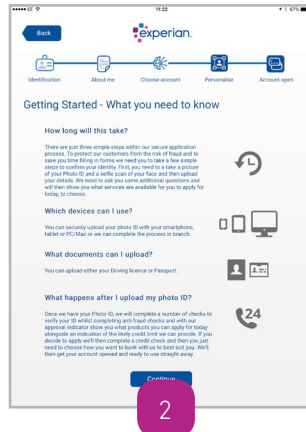 EE 11:22 67%
Back
experian.
Identification About me Choose account Personalise Account open
Getting Started - What you need to know
How long will this take?
There are just three simple steps within our secure application
process. To protect our customers from the risk of fraud and to
save you time filling in forms we need you to take a few simple
steps to confirm your identity. First, you need to take a picture
of your Photo ID and a selfie scan of your face and then upload
your details. We need to ask you some additional questions and
will then show you what services are available for you to apply for
today, to choose.
Which devices can I use?
You can securely upload your photo ID with your smartphone,
tablet or PC/Mac or we can complete the process in branch.
What documents can I upload?
You can upload either your Driving licence or Passport.
What happens after I upload my photo ID?
24
Once we have your Photo ID, we will complete a number of checks to
verify your ID whilst completing anti-fraud checks and with our
approval indicator show you what products you can apply for today
alongside an indication of the likely credit limit we can provide. If you
decide to apply we'll then complete a credit check and then you just
need to choose how you want to bank with us to best suit you. We'll
then get your account opened and ready to use straight away.
Continue
2